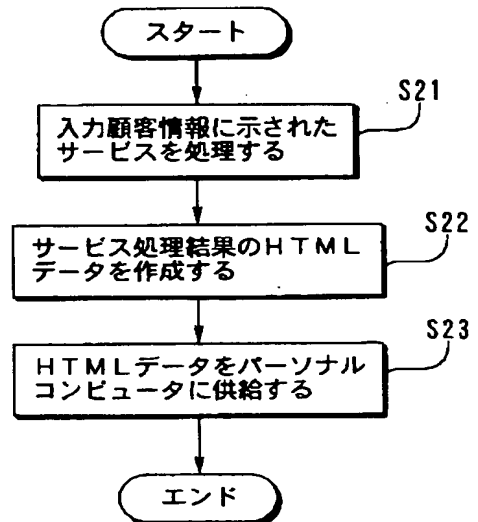 スタート
S21
入力顧客情報に示された
サービスを処理する
S22
サービス処理結果のＨＴＭＬ
データを作成する
S23
ＨＴＭＬデータをパーソナル
コンピュータに供給する
エンド